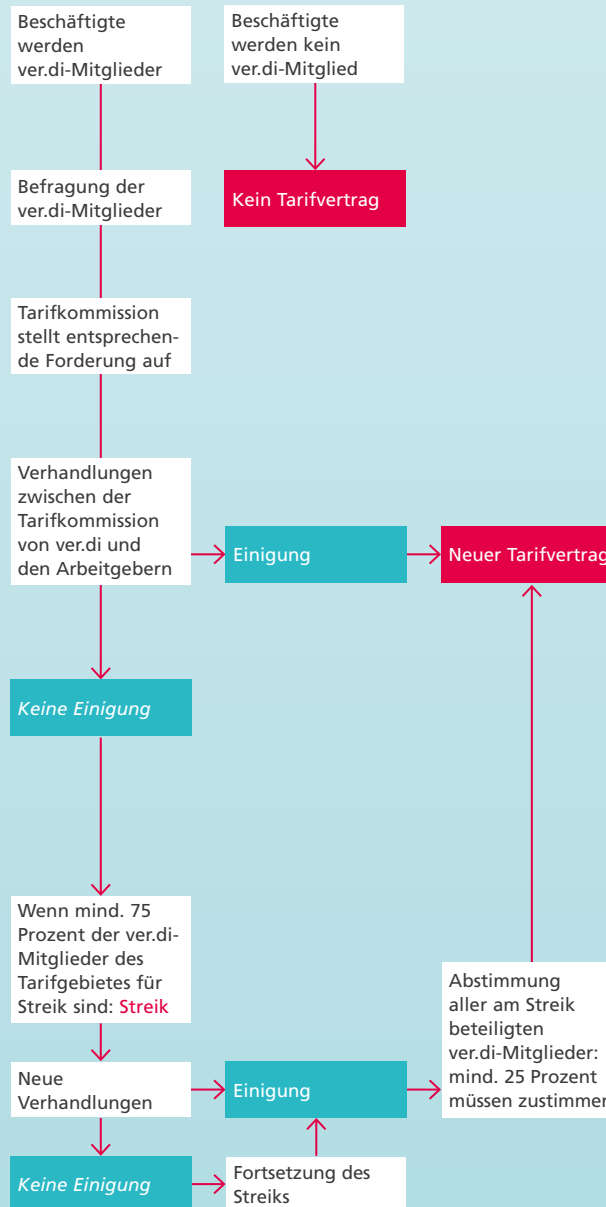 Beschäftigte
werden
ver.di-Mitglieder
Beschäftigte
werden kein
ver.di-Mitglied
Befragung der
ver.di-Mitglieder
Kein Tarifvertrag
Tarifkommission
stellt entsprechen-
de Forderung auf
Verhandlungen
zwischen der
Tarifkommission
von ver.di und
den Arbeitgebern
Einigung
Neuer Tarifvertrag
Keine Einigung
Wenn mind. 75
Prozent der ver.di-
Mitglieder des
Tarifgebietes für
Streik sind: Streik
Abstimmung
aller am Streik
beteiligten
ver.di-Mitglieder:
mind. 25 Prozent
müssen zustimmen
Neue
Verhandlungen
Einigung
Keine Einigung
Fortsetzung des
Streiks